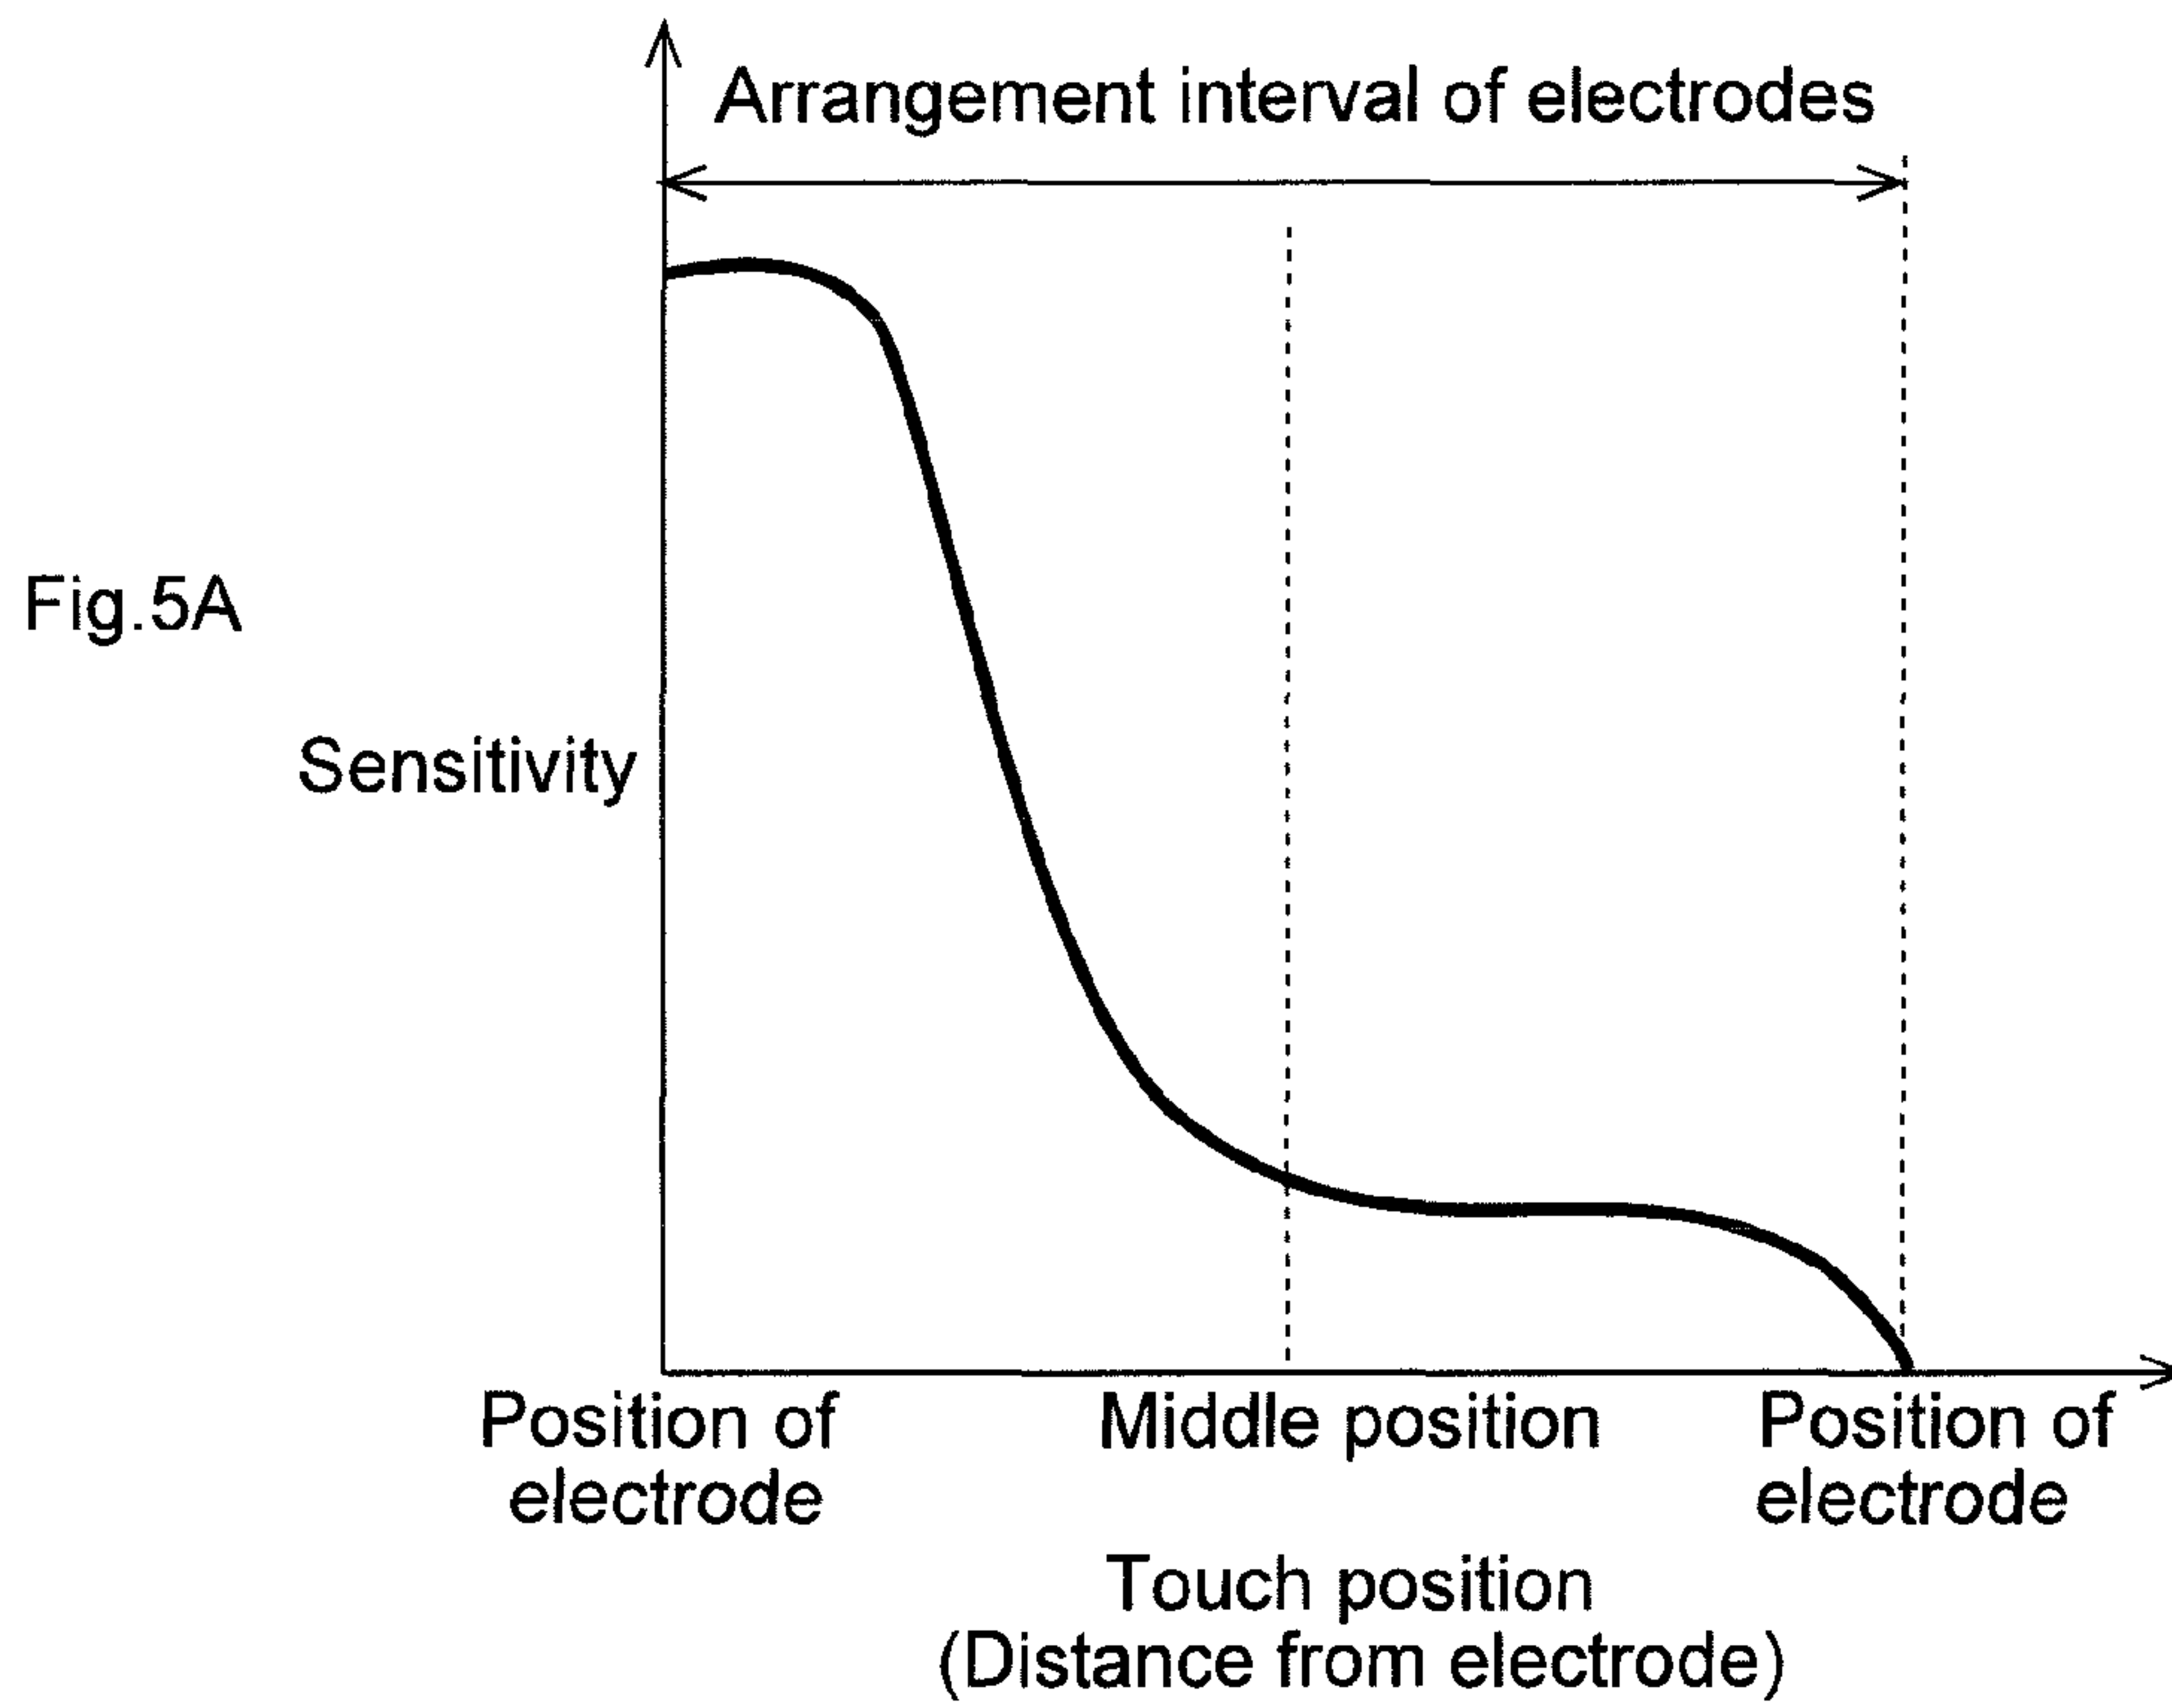 Arrangement interval of electrodes
Fig.5A
Sensitivity
Position of
electrode
Middle position
Position of
electrode
Touch position
(Distance from electrode)